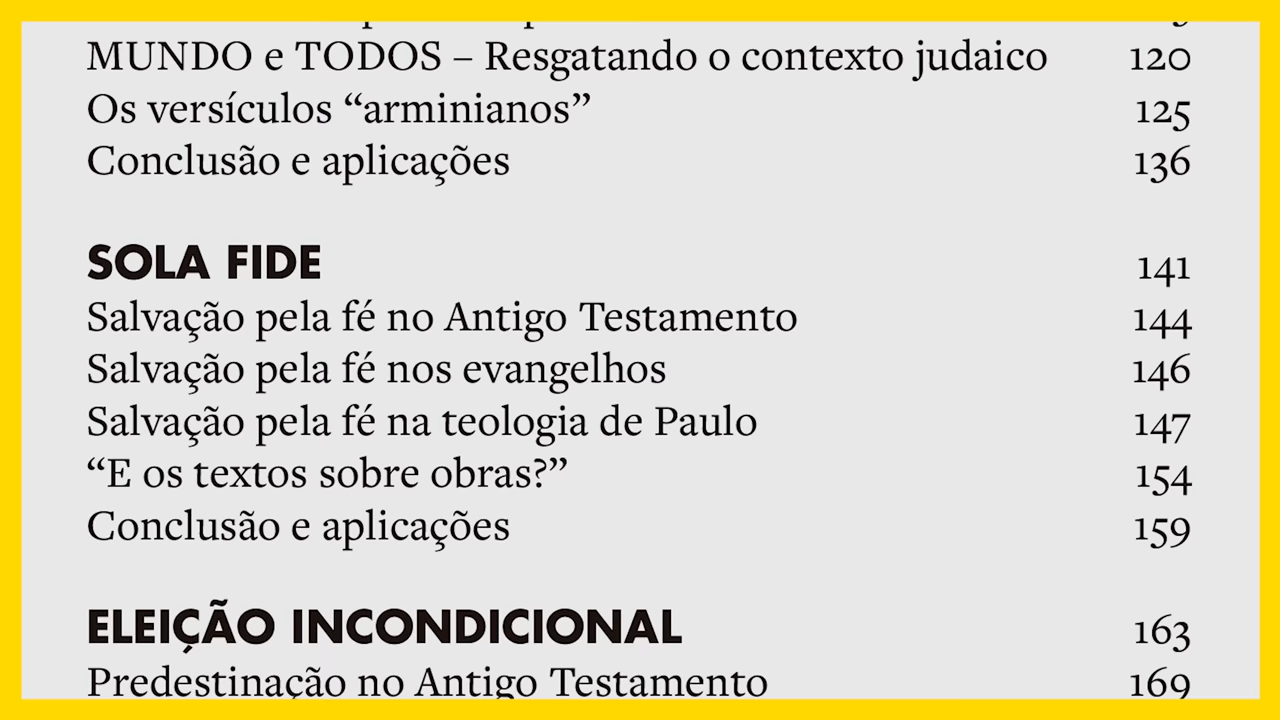 MUNDO e TODOS – Resgatando o contexto judaico 120
Os versículos “arminianos” 125
Conclusão e aplicações 136
SOLA FIDE 141
Salvação pela fé no Antigo Testamento 144
Salvação pela fé nos evangelhos 146
Salvação pela fé na teologia de Paulo 147
“E os textos sobre obras?” 154
Conclusão e aplicações 159
ELEIÇÃO INCONDICIONAL 163
Predestinação no Antigo Testamento 169